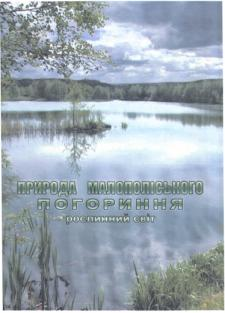 ПРИРОДА МАЛОПОЛІСЬКОГО
ПОГОРИННЯ
рослинний світ